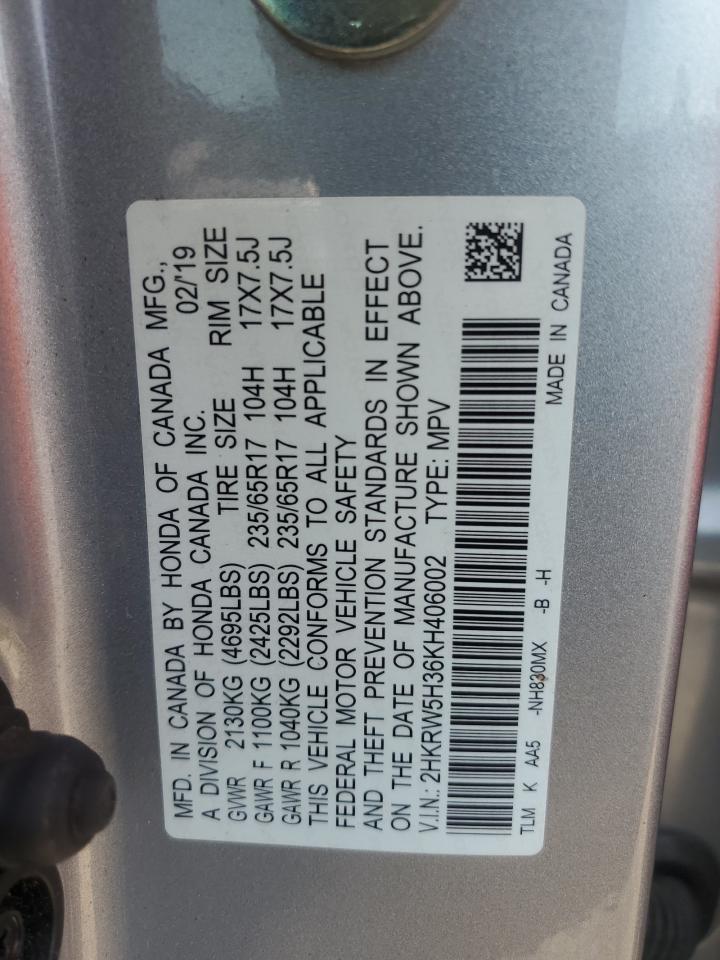 MFD. IN CANADA BY HONDA OF CANADA MFG.,
A DIVISION OF HONDA CANADA INC. 02/'19
GVWR 2130KG (4695LBS) TIRE SIZE RIM SIZE
GAWR F 1100KG (2425LBS) 235/65R17 104H 17X7.5J
GAWR R 1040KG (2292LBS) 235/65R17 104H 17X7.5J
THIS VEHICLE CONFORMS TO ALL APPLICABLE
FEDERAL MOTOR VEHICLE SAFETY
AND THEFT PREVENTION STANDARDS IN EFFECT
ON THE DATE OF MANUFACTURE SHOWN ABOVE.
V.I.N.: 2HKRW5H36KH406002 TYPE: MPV
TLM K AA5 -NH830MX -B -H MADE IN CANADA